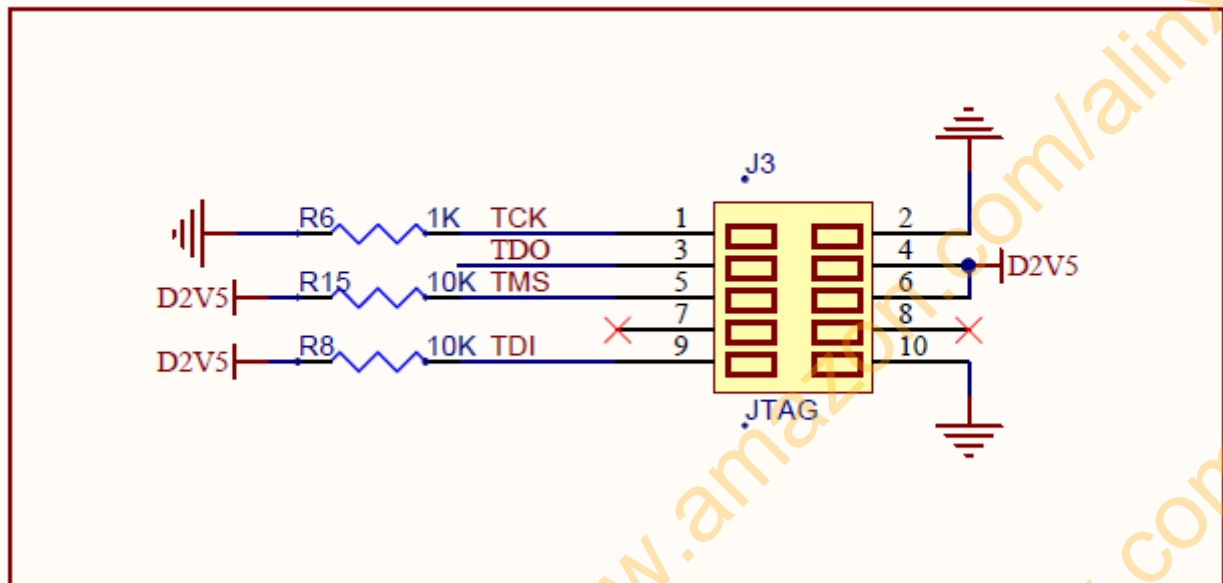 J3
R6 1K TCK 1 2
TDO 3 4 D2V5
D2V5 R15 10K TMS 5 6
7 8
D2V5 R8 10K TDI 9 10
JTAG
w.amazon.com/alinx
.com